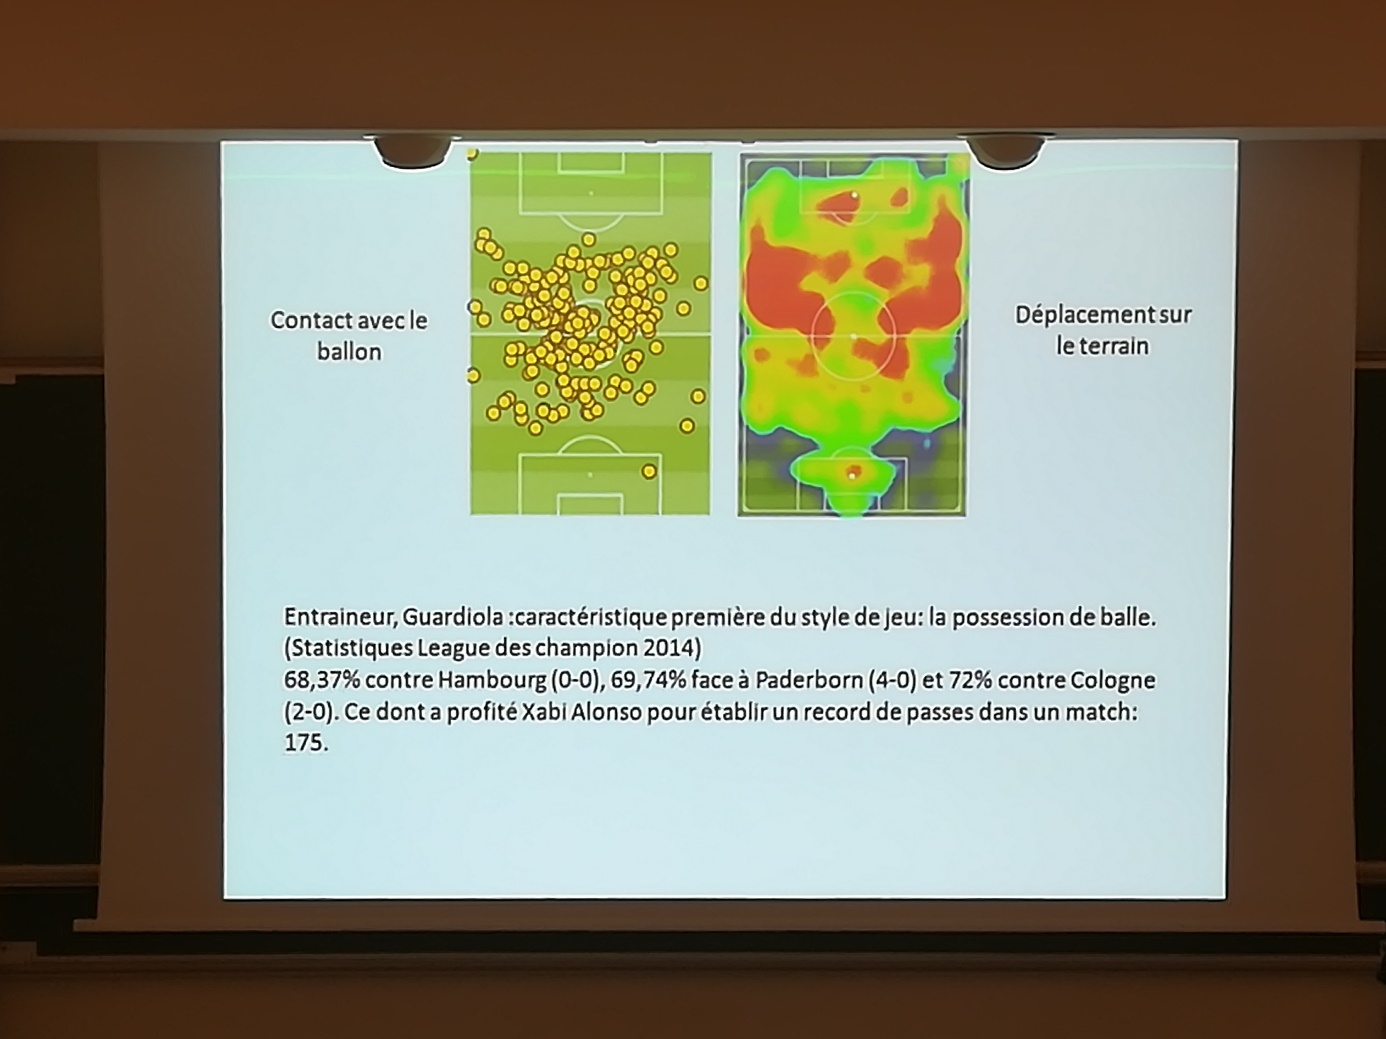 Contact avec le
ballon
Déplacement sur
le terrain
Entraineur, Guardiola :caractéristique première du style de jeu: la possession de balle.
(Statistiques League des champion 2014)
68,37% contre Hambourg (0-0), 69,74% face à Paderborn (4-0) et 72% contre Cologne
(2-0). Ce dont a profité Xabi Alonso pour établir un record de passes dans un match:
175.